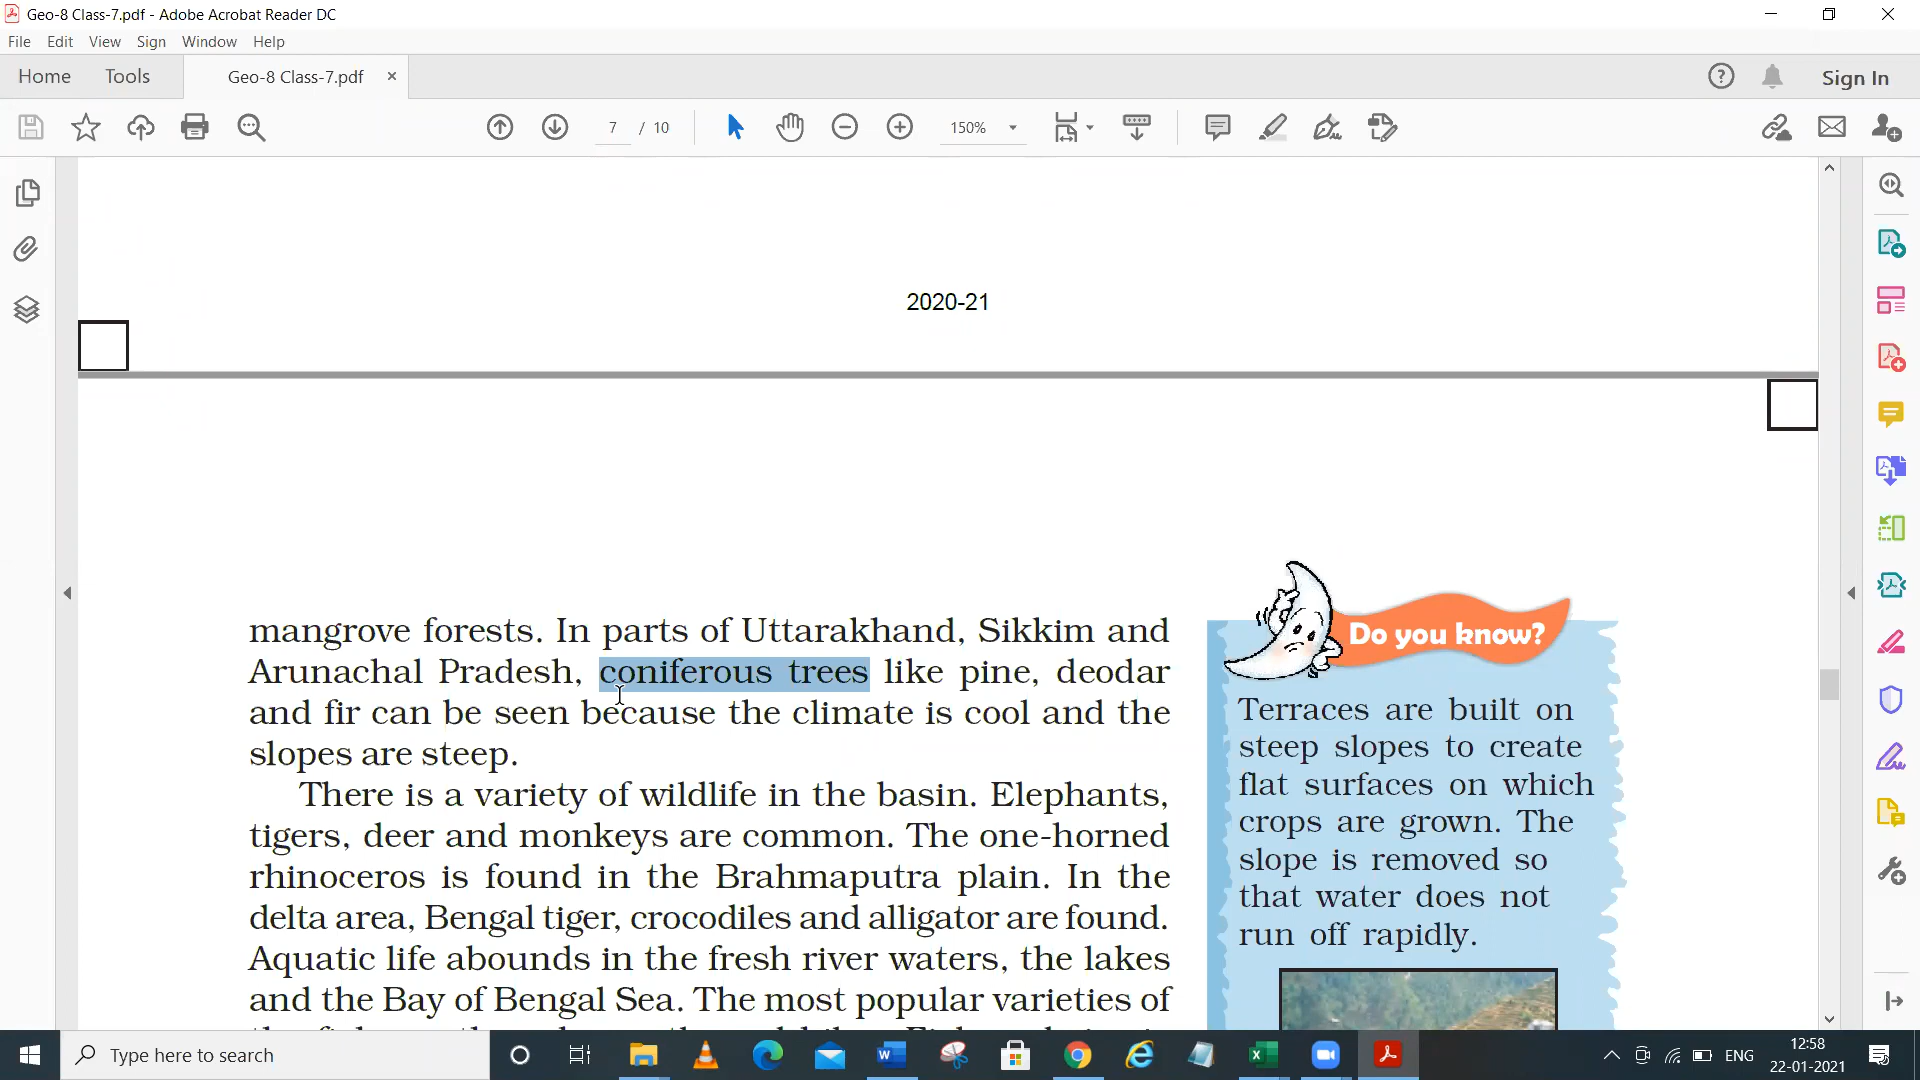 Geo-8 Class-7.pdf - Adobe Acrobat Reader DC
File Edit View Sign Window Help
Home Tools Geo-8 Class-7.pdf × Sign In
7 / 10 150%
2020-21
mangrove forests. In parts of Uttarakhand, Sikkim and
Arunachal Pradesh, coniferous trees like pine, deodar
and fir can be seen because the climate is cool and the
slopes are steep.
There is a variety of wildlife in the basin. Elephants,
tigers, deer and monkeys are common. The one-horned
rhinoceros is found in the Brahmaputra plain. In the
delta area, Bengal tiger, crocodiles and alligator are found.
Aquatic life abounds in the fresh river waters, the lakes
and the Bay of Bengal Sea. The most popular varieties of
Do you know?
Terraces are built on
steep slopes to create
flat surfaces on which
crops are grown. The
slope is removed so
that water does not
run off rapidly.
Type here to search
ENG
12:58
22-01-2021